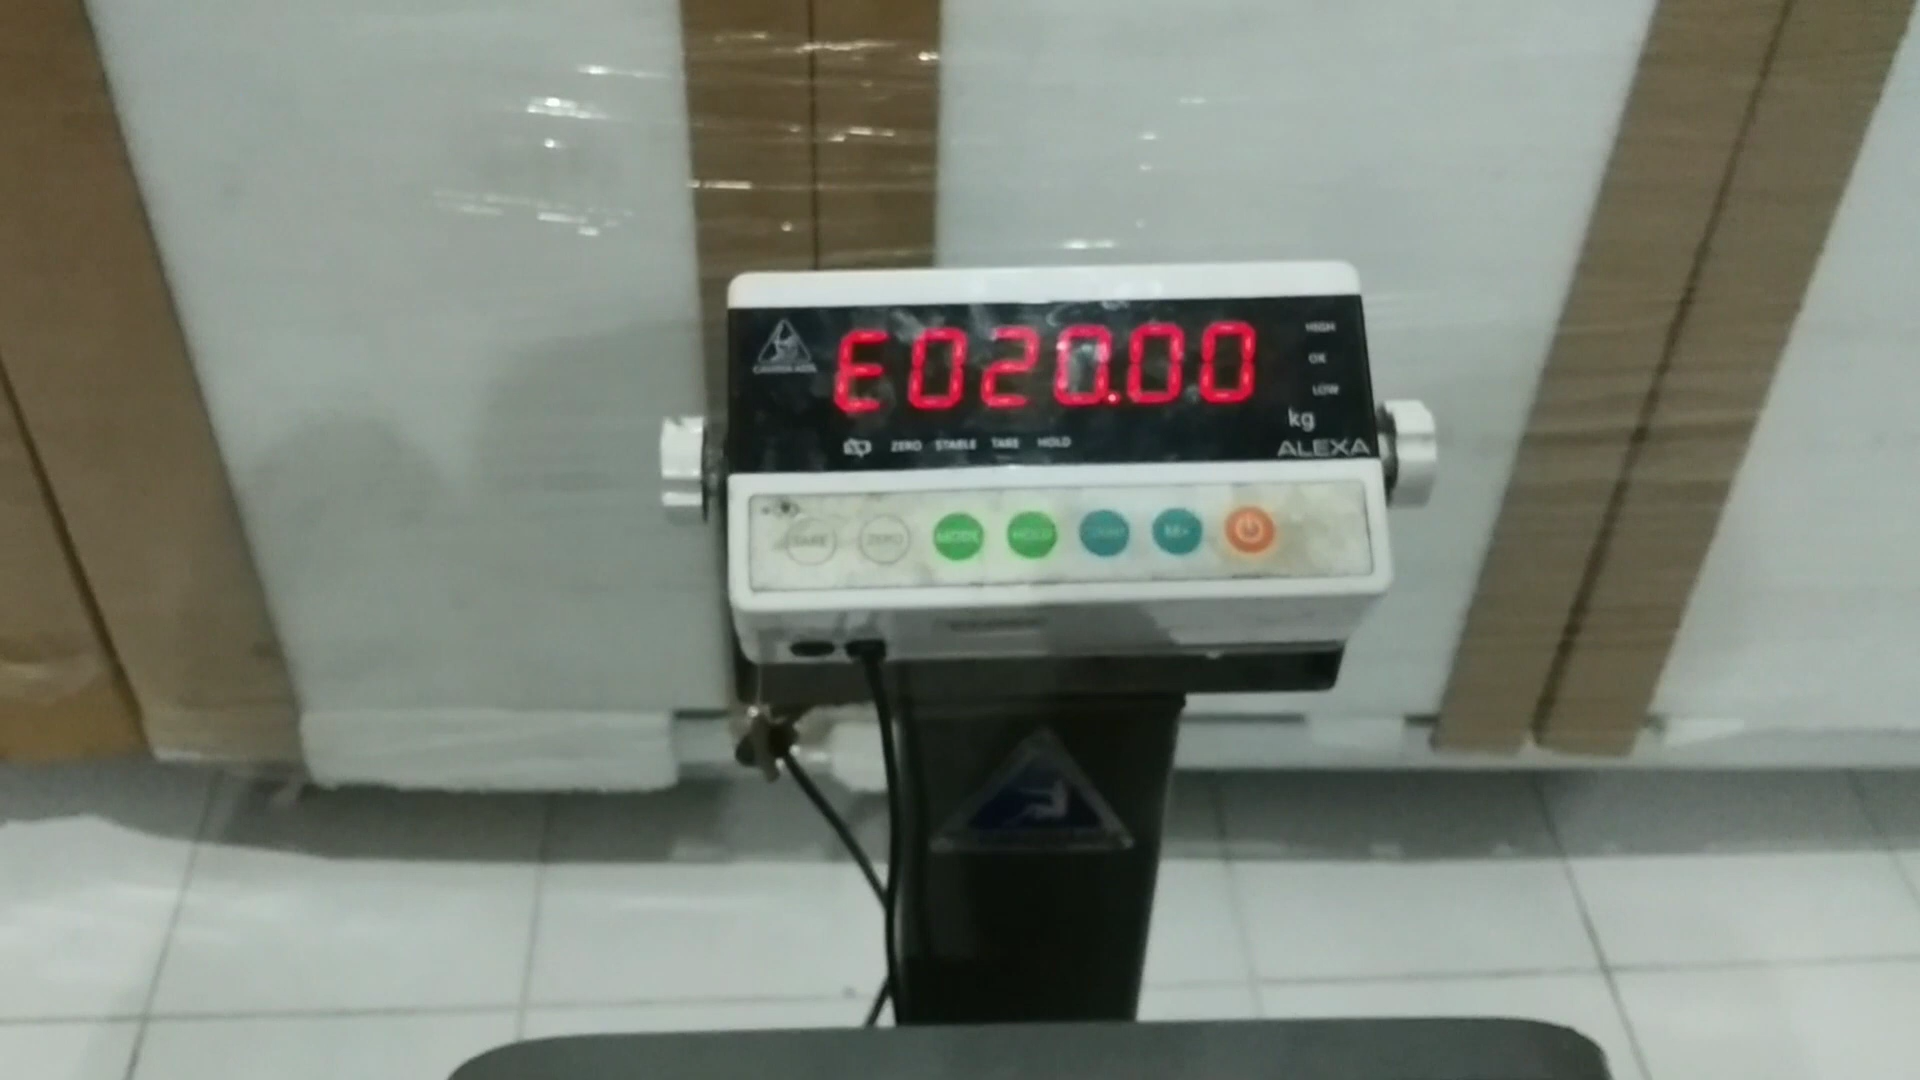 E020.00
HIGH
OK
LOW
kg
ZERO STABLE TARE HOLD
ALEXA
TARE ZERO MODE HOLD M+